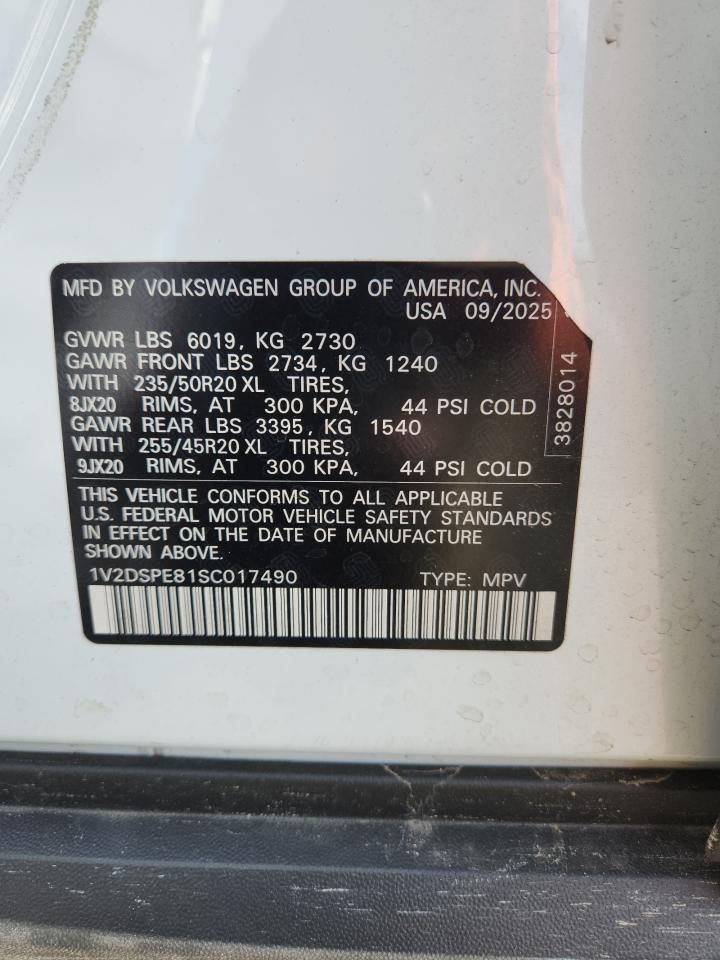 MFD BY VOLKSWAGEN GROUP OF AMERICA, INC.
USA 09/2025
GVWR LBS 6019, KG 2730
GAWR FRONT LBS 2734, KG 1240
WITH 235/50R20 XL TIRES,
8JX20 RIMS, AT 300 KPA, 44 PSI COLD
GAWR REAR LBS 3395, KG 1540
WITH 255/45R20 XL TIRES,
9JX20 RIMS, AT 300 KPA, 44 PSI COLD
3828014
THIS VEHICLE CONFORMS TO ALL APPLICABLE
U.S. FEDERAL MOTOR VEHICLE SAFETY STANDARDS
IN EFFECT ON THE DATE OF MANUFACTURE
SHOWN ABOVE.
1V2DSPE81SC017490 TYPE: MPV